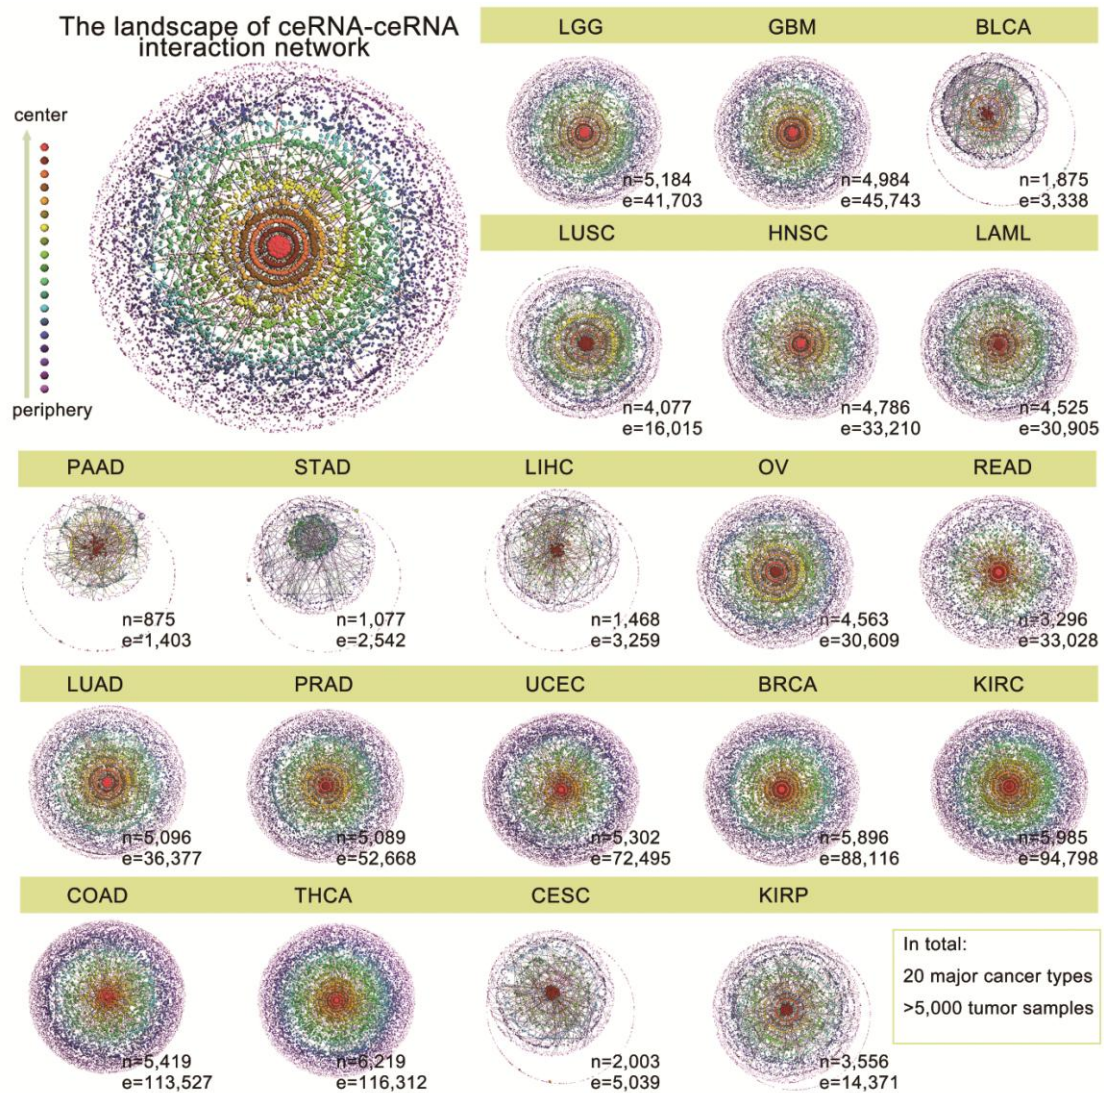 The landscape of ceRNA-ceRNA
interaction network
center
periphery
LGG GBM BLCA
n=5,184 n=4,984 n=1,875
e=41,703 e=45,743 e=3,338
LUSC HNSC LAML
n=4,077 n=4,786 n=4,525
e=16,015 e=33,210 e=30,905
PAAD STAD LIHC OV READ
n=875 n=1,077 n=1,468 n=4,563 n=3,296
e=1,403 e=2,542 e=3,259 e=30,609 e=33,028
LUAD PRAD UCEC BRCA KIRC
n=5,096 n=5,089 n=5,302 n=5,896 n=5,985
e=36,377 e=52,668 e=72,495 e=88,116 e=94,798
COAD THCA CESC KIRP
n=5,419 n=6,219 n=2,003 n=3,556
e=113,527 e=116,312 e=5,039 e=14,371
In total:
20 major cancer types
>5,000 tumor samples